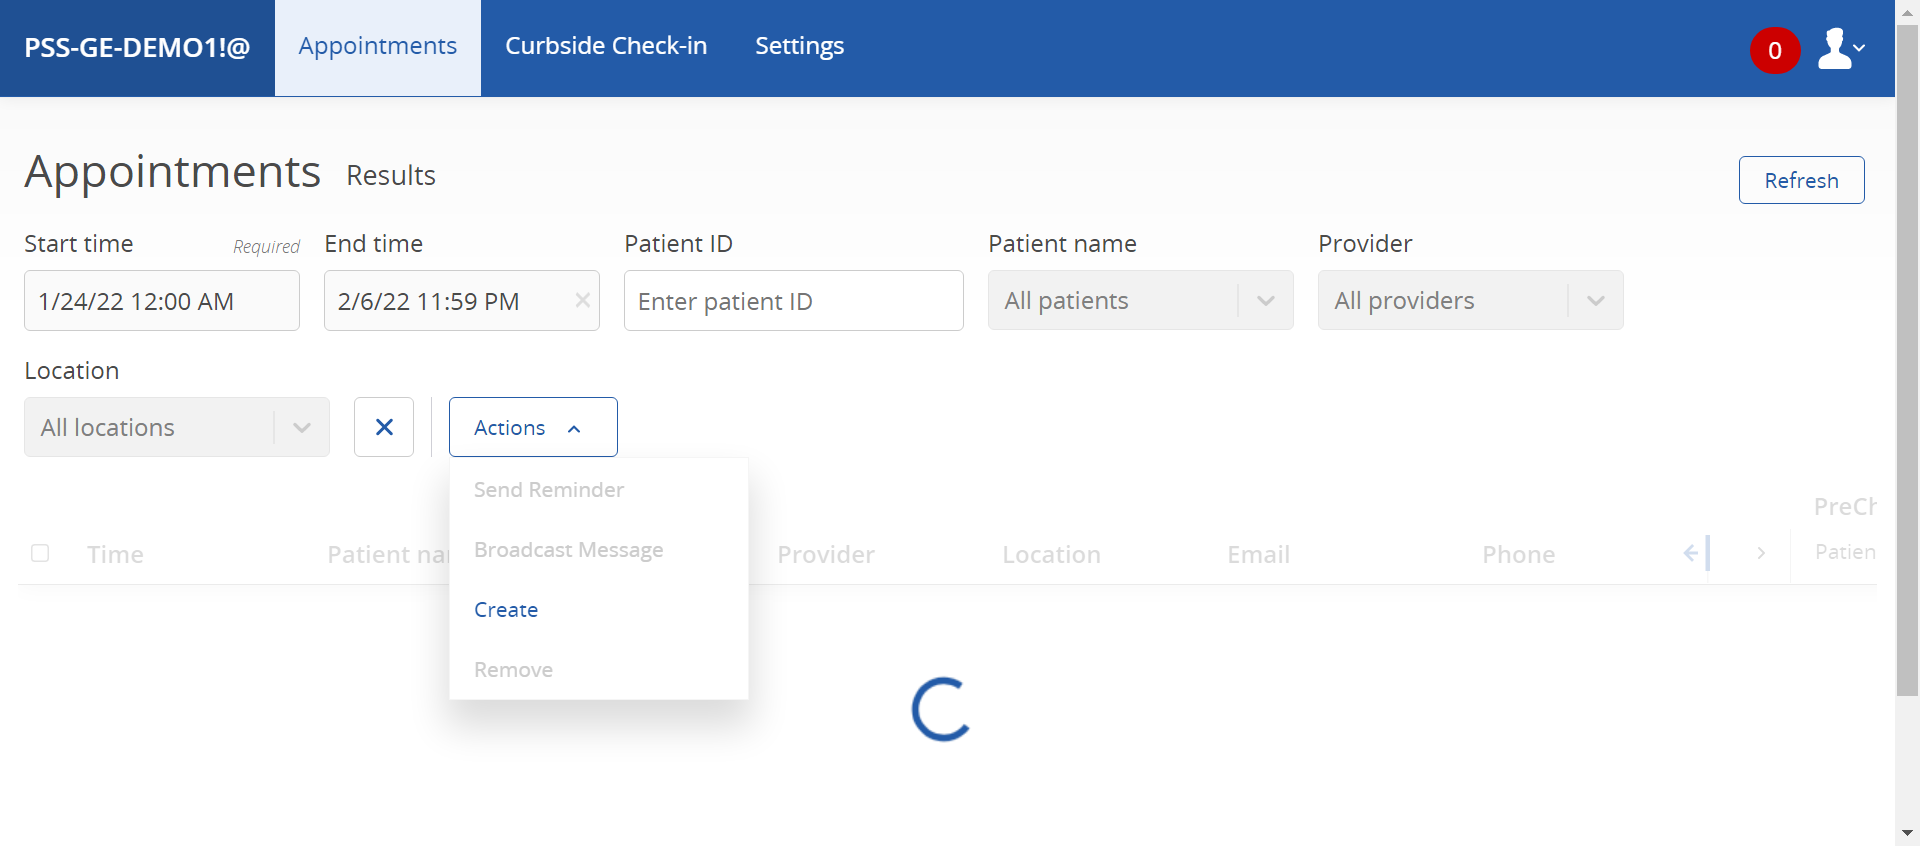 PSS-GE-DEMO1!@ Appointments Curbside Check-in Settings 0
Appointments Results
Refresh
Start time Required End time Patient ID Patient name Provider
1/24/22 12:00 AM 2/6/22 11:59 PM Enter patient ID All patients All providers
Location
All locations Actions
Send Reminder
Broadcast Message
Create
Remove
PreCh
Time Patient nam Provider Location Email Phone Patien